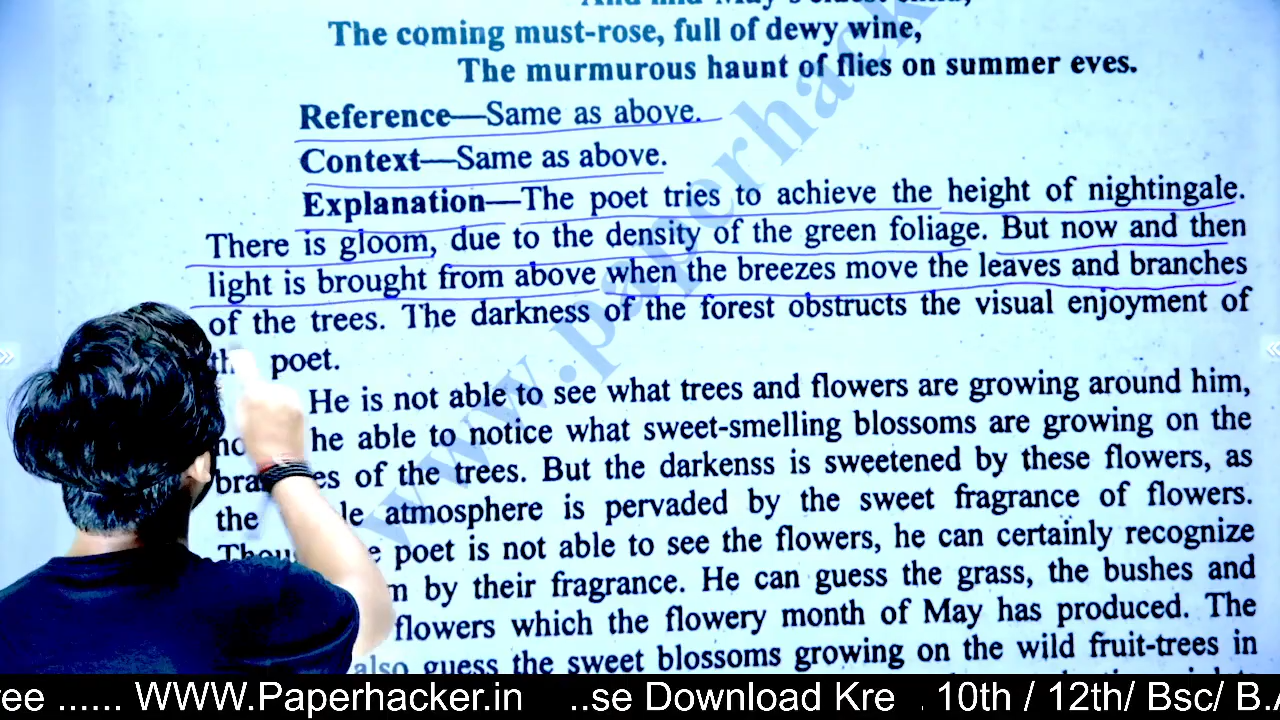 And mid-May's eldest child,
The coming must-rose, full of dewy wine,
The murmurous haunt of flies on summer eves.
Reference—Same as above.
Context—Same as above.
Explanation—The poet tries to achieve the height of nightingale.
There is gloom, due to the density of the green foliage. But now and then
light is brought from above when the breezes move the leaves and branches
of the trees. The darkness of the forest obstructs the visual enjoyment of
poet.
He is not able to see what trees and flowers are growing around him,
he able to notice what sweet-smelling blossoms are growing on the
of the trees. But the darkenss is sweetened by these flowers, as
the atmosphere is pervaded by the sweet fragrance of flowers.
poet is not able to see the flowers, he can certainly recognize
by their fragrance. He can guess the grass, the bushes and
flowers which the flowery month of May has produced. The
also guess the sweet blossoms growing on the wild fruit-trees in
www.paperhack
ree ...... WWW.Paperhacker.in ..se Download Kre . 10th / 12th/ Bsc/ B.A